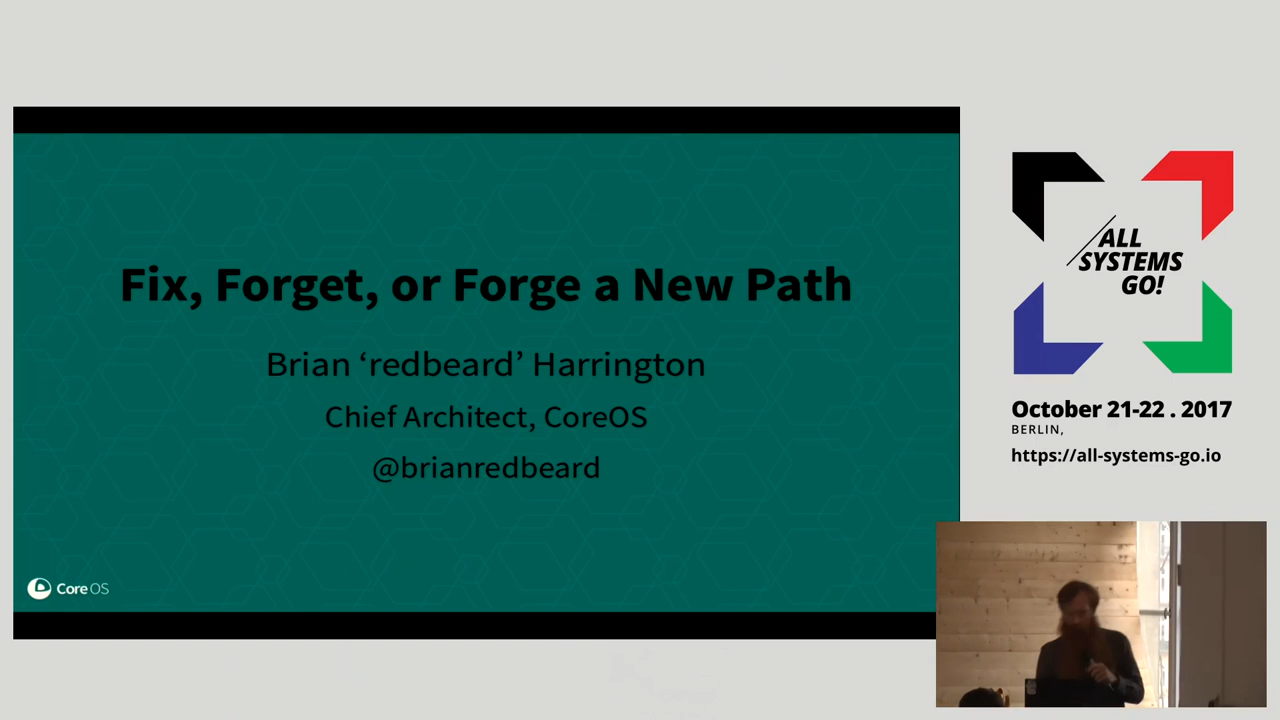 Fix, Forget, or Forge a New Path
Brian ‘redbeard’ Harrington
Chief Architect, CoreOS
@brianredbeard
CoreOS
ALL
SYSTEMS
GO!
October 21-22 . 2017
BERLIN,
https://all-systems-go.io